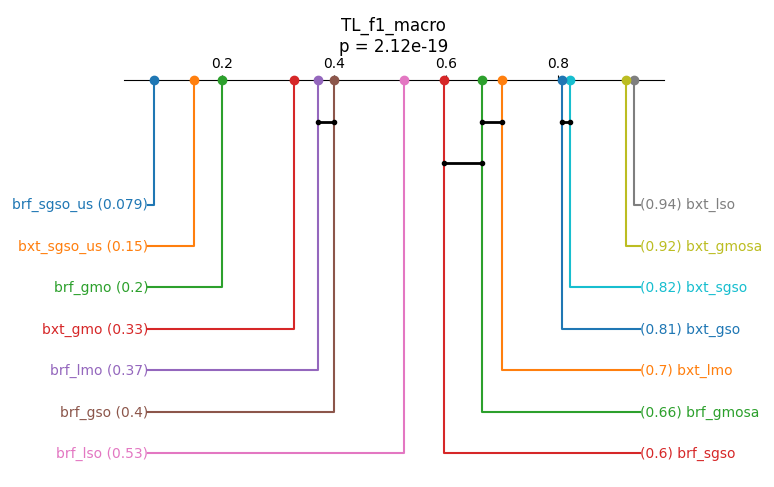 TL_f1_macro
p = 2.12e-19
0.2 0.4 0.6 0.8
brf_sgso_us (0.079) (0.94) bxt_lso
bxt_sgso_us (0.15) (0.92) bxt_gmosa
brf_gmo (0.2) (0.82) bxt_sgso
bxt_gmo (0.33) (0.81) bxt_gso
brf_lmo (0.37) (0.7) bxt_lmo
brf_gso (0.4) (0.66) brf_gmosa
brf_lso (0.53) (0.6) brf_sgso